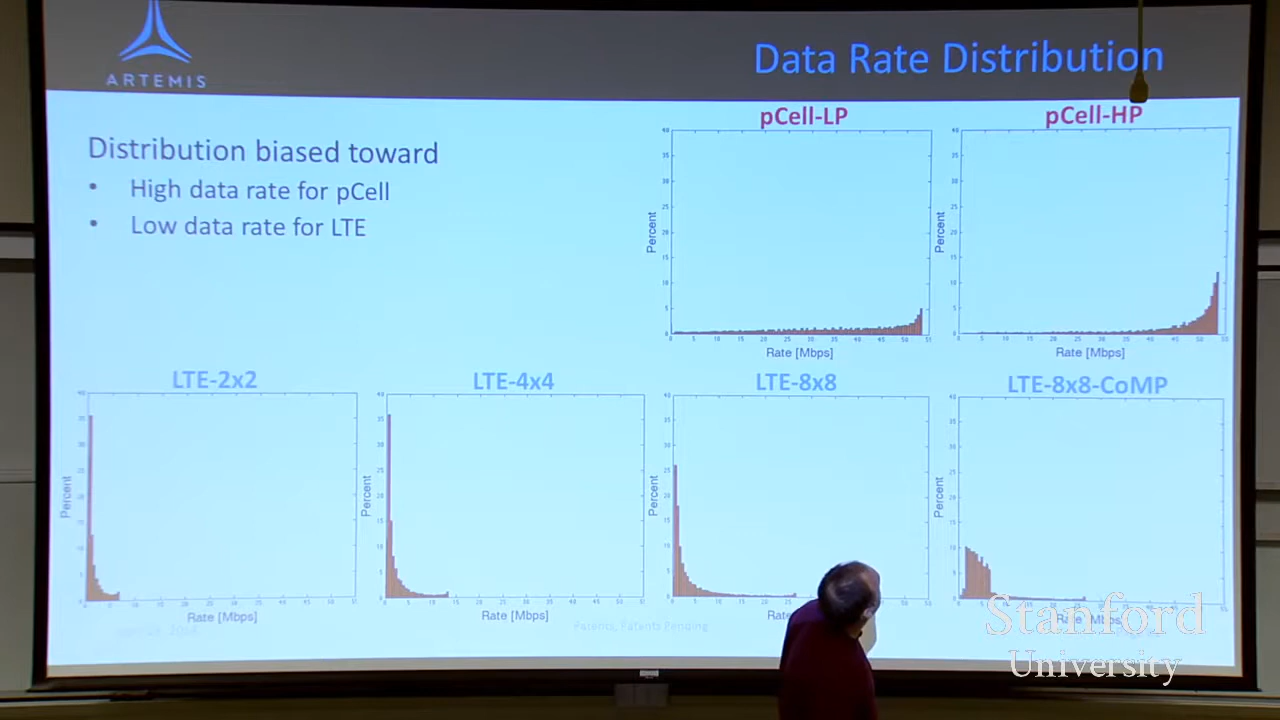 ARTEMIS
Data Rate Distribution
Distribution biased toward
• High data rate for pCell
• Low data rate for LTE
pCell-LP
Percent
Rate [Mbps]
pCell-HP
Percent
Rate [Mbps]
LTE-2x2
Percent
Rate [Mbps]
LTE-4x4
Percent
Rate [Mbps]
LTE-8x8
Percent
LTE-8x8-CoMP
Percent
Rate [Mbps]
Patents, Patents Pending
Stanford
University